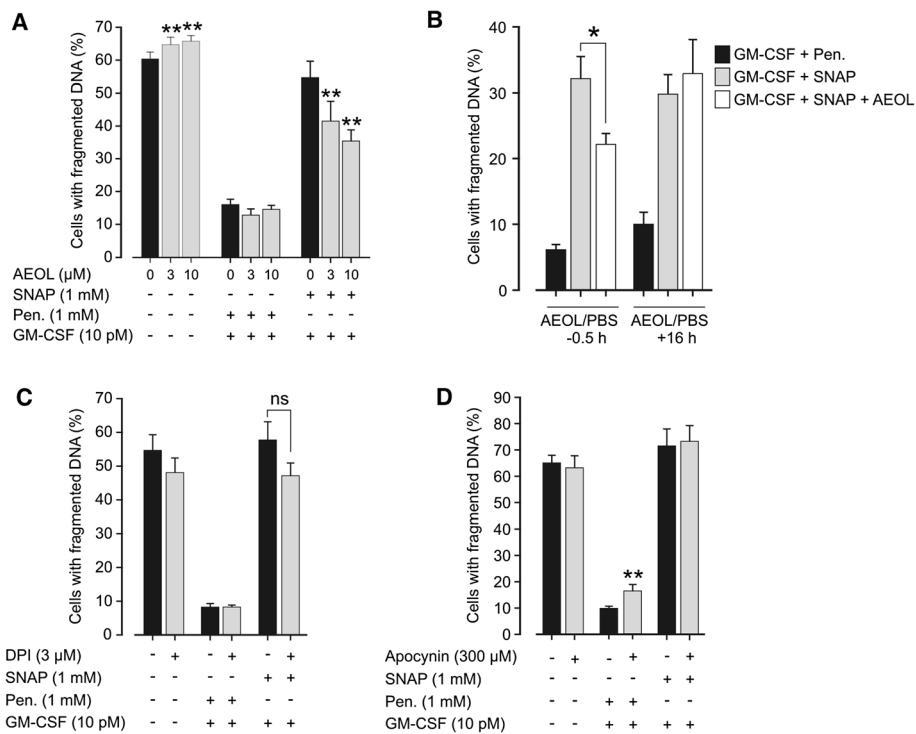 A
Cells with fragmented DNA (%)
70
60
50
40
30
20
10
0
** **
**
**
AEOL (µM) 0 3 10 0 3 10 0 3 10
SNAP (1 mM) - - - - - - + + +
Pen. (1 mM) - - - + + + - - -
GM-CSF (10 pM) - - - + + + + + +
B
Cells with fragmented DNA (%)
40
30
20
10
0
*
GM-CSF + Pen.
GM-CSF + SNAP
GM-CSF + SNAP + AEOL
AEOL/PBS AEOL/PBS
-0.5 h +16 h
C
Cells with fragmented DNA (%)
70
60
50
40
30
20
10
0
ns
DPI (3 µM) - + - + - +
SNAP (1 mM) - - - - + +
Pen. (1 mM) - - + + - -
GM-CSF (10 pM) - - + + + +
D
Cells with fragmented DNA (%)
90
80
70
60
50
40
30
20
10
0
**
Apocynin (300 µM) - + - + - +
SNAP (1 mM) - - - - + +
Pen. (1 mM) - - + + - -
GM-CSF (10 pM) - - + + + +